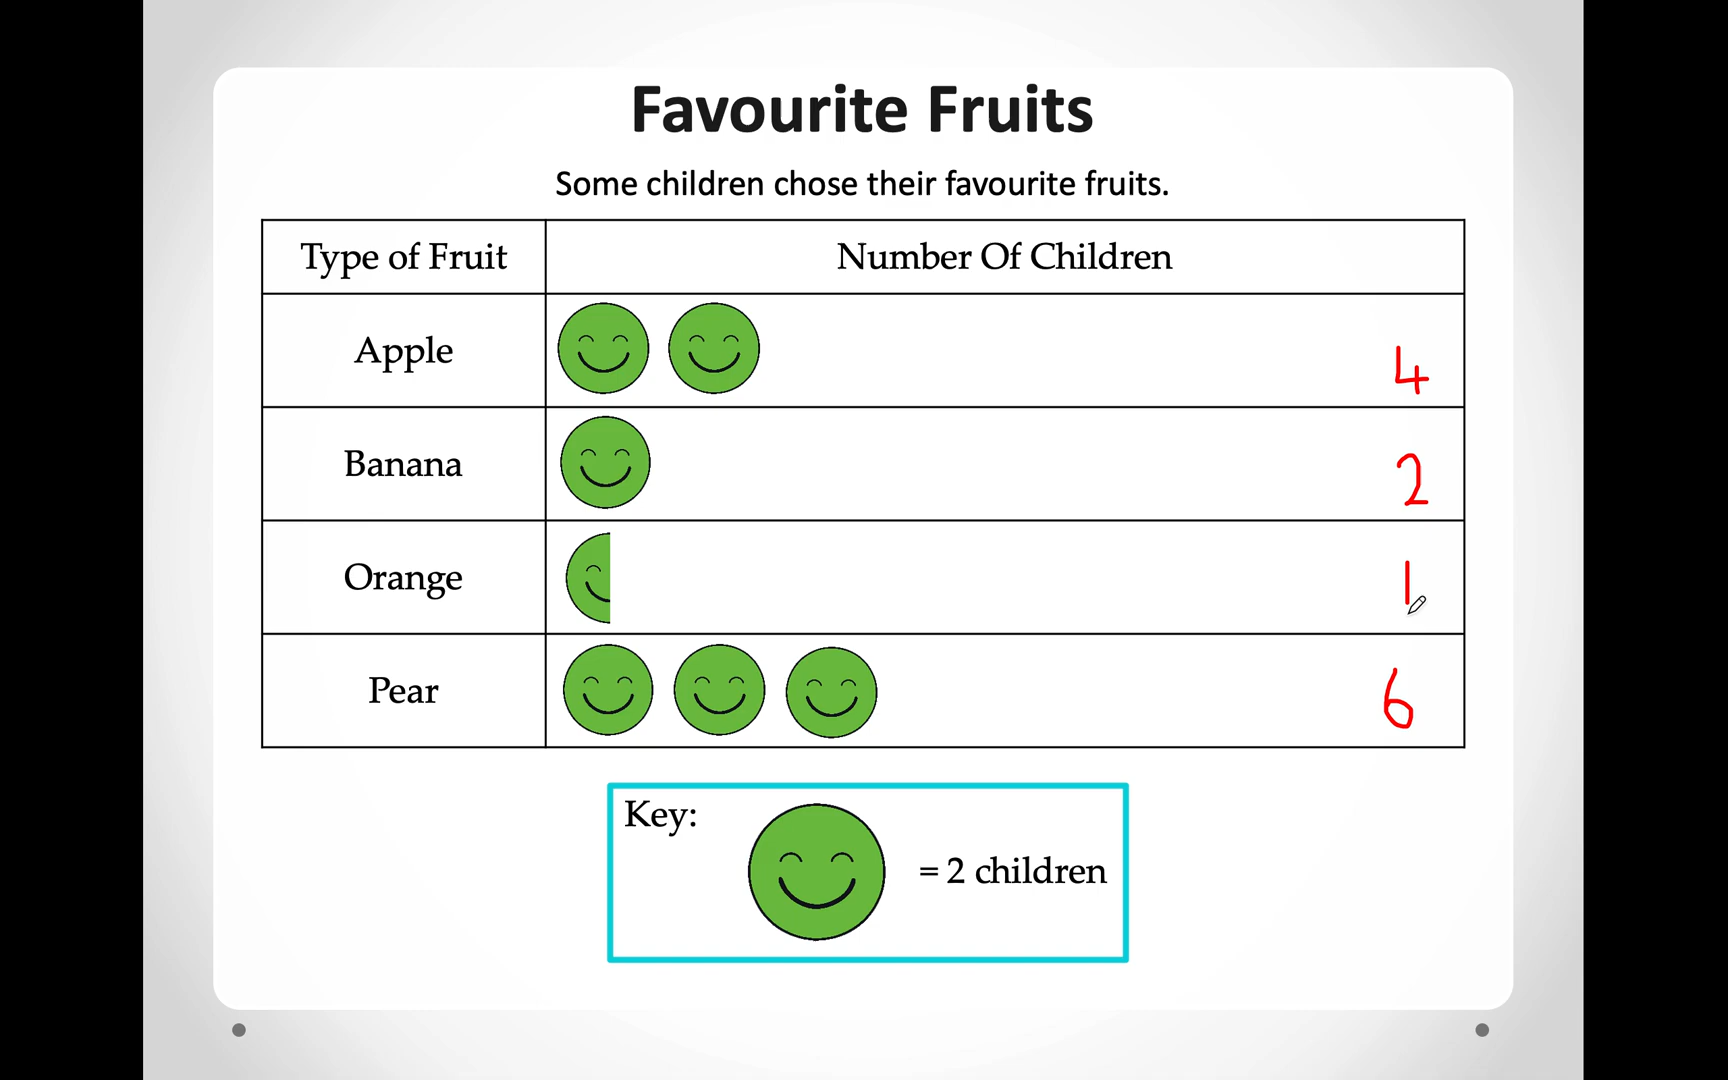 Favourite Fruits
Some children chose their favourite fruits.
Type of Fruit Number Of Children
Apple 4
Banana 2
Orange 1
Pear 6
Key:
= 2 children